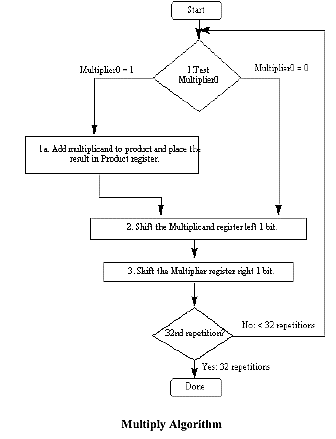 Start
Multiplier0 = 1
1.Test
Multiplier0
Multiplier0 = 0
1a. Add multiplicand to product and place the
result in Product register.
2. Shift the Multiplicand register left 1 bit.
3. Shift the Multiplier register right 1 bit.
32nd repetition?
No: < 32 repetitions
Yes: 32 repetitions
Done
Multiply Algorithm